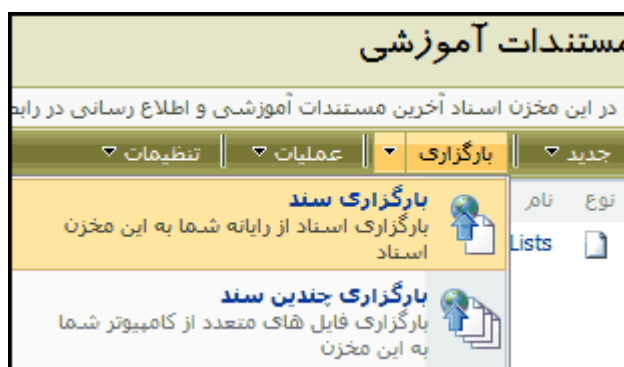 مستندات آموزشی
در این مخزن اسناد آخرین مستندات آموزشی و اطلاع رسانی در
جدید بارگزاری عملیات تنظیمات
نوع نام
Lists
بارگزاری سند
بارگزاری اسناد از رایانه شما به این مخزن
اسناد
بارگزاری چندین سند
بارگزاری فایل های متعدد از کامپیوتر شما
به این مخزن